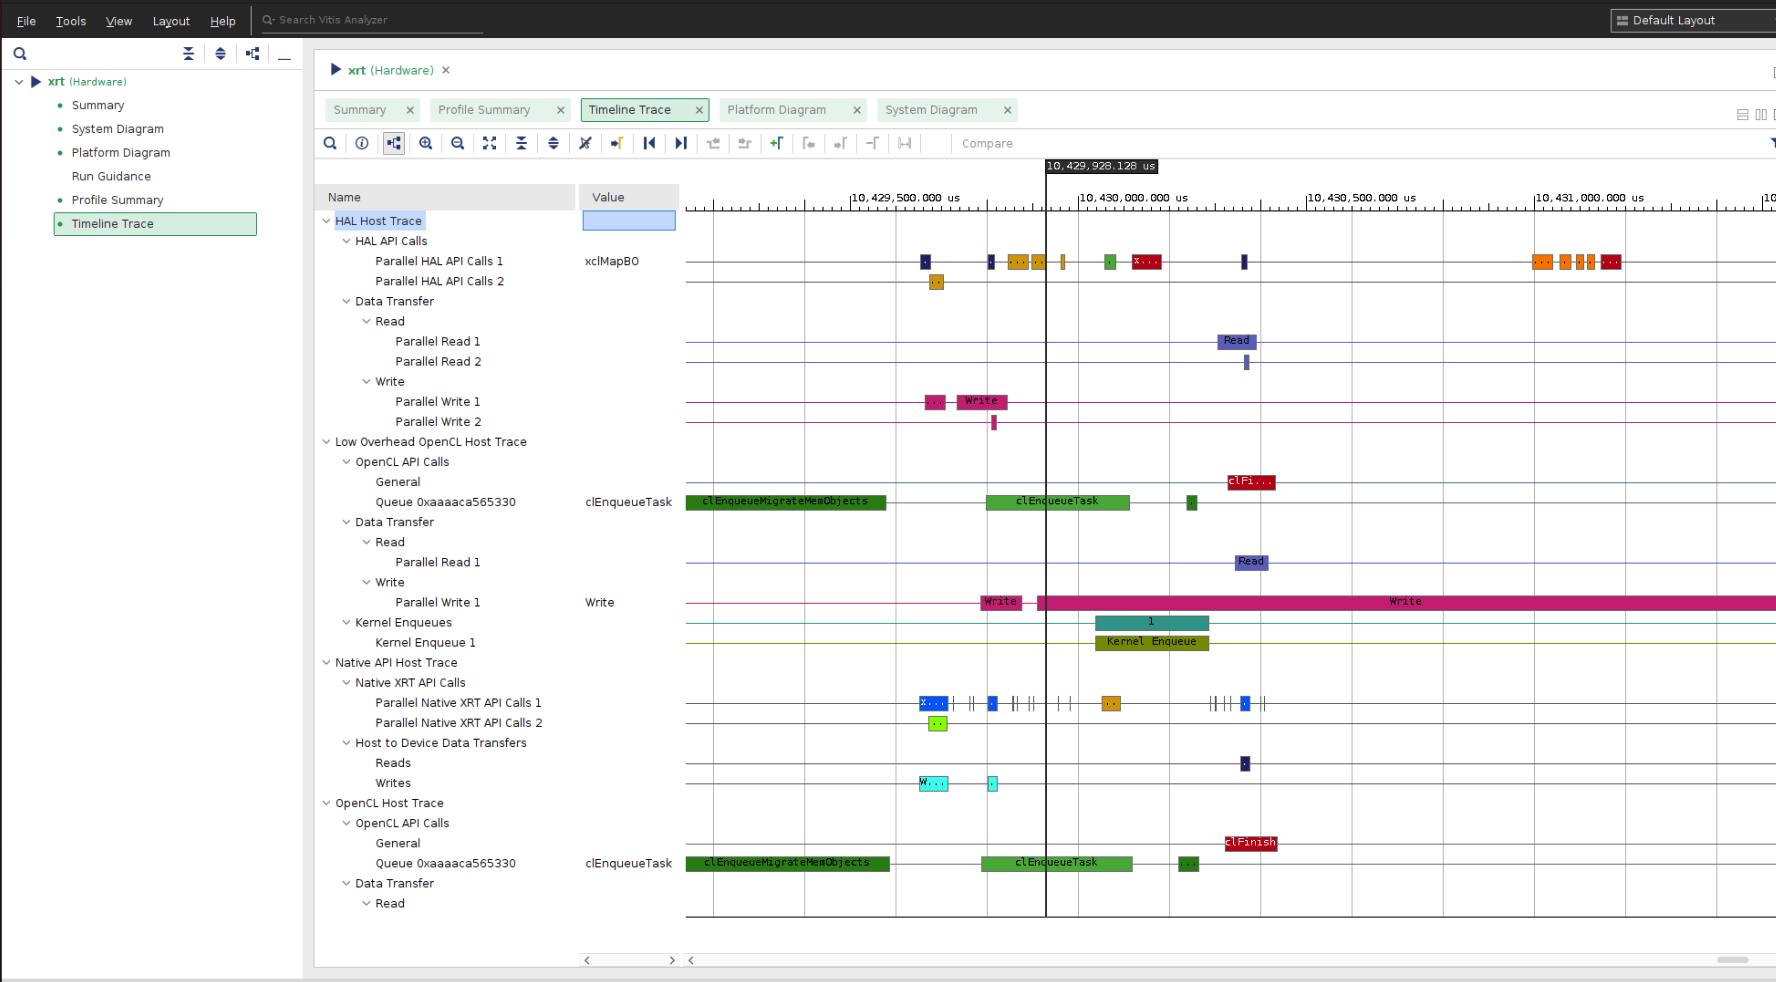 File Tools View Layout Help Search Vitis Analyzer Default Layout
xrt (Hardware)
Summary
System Diagram
Platform Diagram
Run Guidance
Profile Summary
Timeline Trace
xrt (Hardware)
Summary Profile Summary Timeline Trace Platform Diagram System Diagram
Compare
10,429,928.128 us
Name Value 10,429,500.000 us 10,430,000.000 us 10,430,500.000 us 10,431,000.000 us 10
HAL Host Trace
HAL API Calls
Parallel HAL API Calls 1 xclMapBO . . ... .. x... . ... .. ...
Parallel HAL API Calls 2 ..
Data Transfer
Read
Parallel Read 1 Read
Parallel Read 2
Write
Parallel Write 1 ... Write
Parallel Write 2
Low Overhead OpenCL Host Trace
OpenCL API Calls
General clFi...
Queue 0xaaaaca565330 clEnqueueTask clEnqueueMigrateMemObjects clEnqueueTask .
Data Transfer
Read
Parallel Read 1 Read
Write
Parallel Write 1 Write Write Write
Kernel Enqueues 1
Kernel Enqueue 1 Kernel Enqueue
Native API Host Trace
Native XRT API Calls
Parallel Native XRT API Calls 1 x... . .. .
Parallel Native XRT API Calls 2 ..
Host to Device Data Transfers
Reads .
Writes W... .
OpenCL Host Trace
OpenCL API Calls
General clFinish
Queue 0xaaaaca565330 clEnqueueTask clEnqueueMigrateMemObjects clEnqueueTask ...
Data Transfer
Read